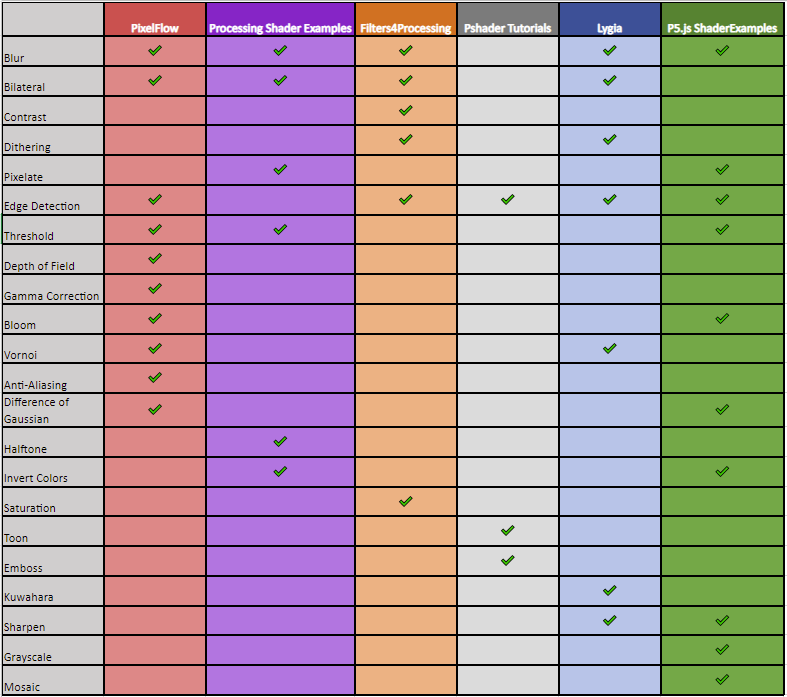 PixelFlow Processing Shader Examples Filters4Processing Pshader Tutorials Lygia P5.js ShaderExamples
Blur ✓ ✓ ✓ ✓ ✓
Bilateral ✓ ✓ ✓ ✓
Contrast ✓
Dithering ✓ ✓
Pixelate ✓ ✓
Edge Detection ✓ ✓ ✓ ✓ ✓
Threshold ✓ ✓ ✓
Depth of Field ✓
Gamma Correction ✓
Bloom ✓ ✓
Vornoi ✓ ✓
Anti-Aliasing ✓
Difference of
Gaussian ✓ ✓
Halftone ✓
Invert Colors ✓ ✓
Saturation ✓
Toon ✓
Emboss ✓
Kuwahara ✓
Sharpen ✓ ✓
Grayscale ✓
Mosaic ✓